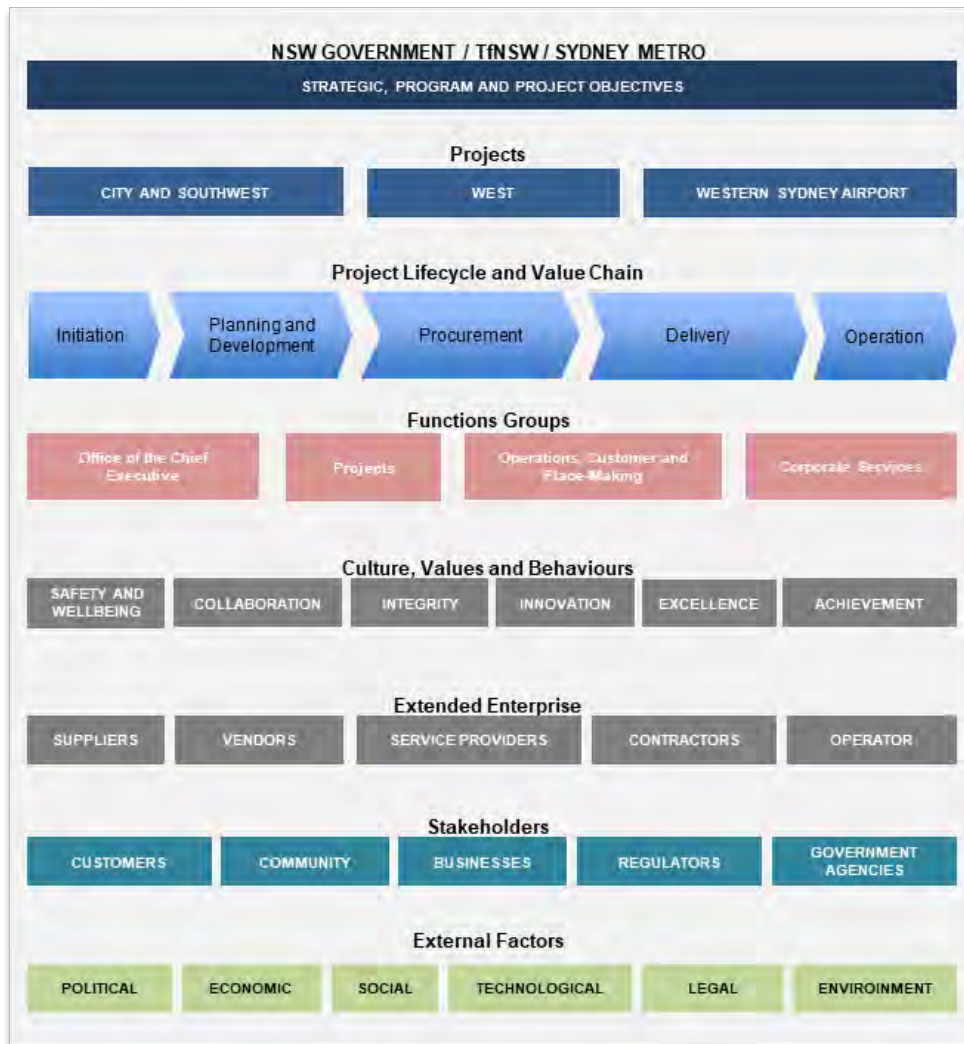 NSW GOVERNMENT / TfNSW / SYDNEY METRO
STRATEGIC, PROGRAM AND PROJECT OBJECTIVES
Projects
CITY AND SOUTHWEST
WEST
WESTERN SYDNEY AIRPORT
Project Lifecycle and Value Chain
Initiation
Planning and
Development
Procurement
Delivery
Operation
Functions Groups
Office of the Chief
Executive
Projects
Operations, Customer and
Place-Making
Corporate Services
Culture, Values and Behaviours
SAFETY AND
WELLBEING
COLLABORATION
INTEGRITY
INNOVATION
EXCELLENCE
ACHIEVEMENT
Extended Enterprise
SUPPLIERS
VENDORS
SERVICE PROVIDERS
CONTRACTORS
OPERATOR
Stakeholders
CUSTOMERS
COMMUNITY
BUSINESSES
REGULATORS
GOVERNMENT
AGENCIES
External Factors
POLITICAL
ECONOMIC
SOCIAL
TECHNOLOGICAL
LEGAL
ENVIROINMENT